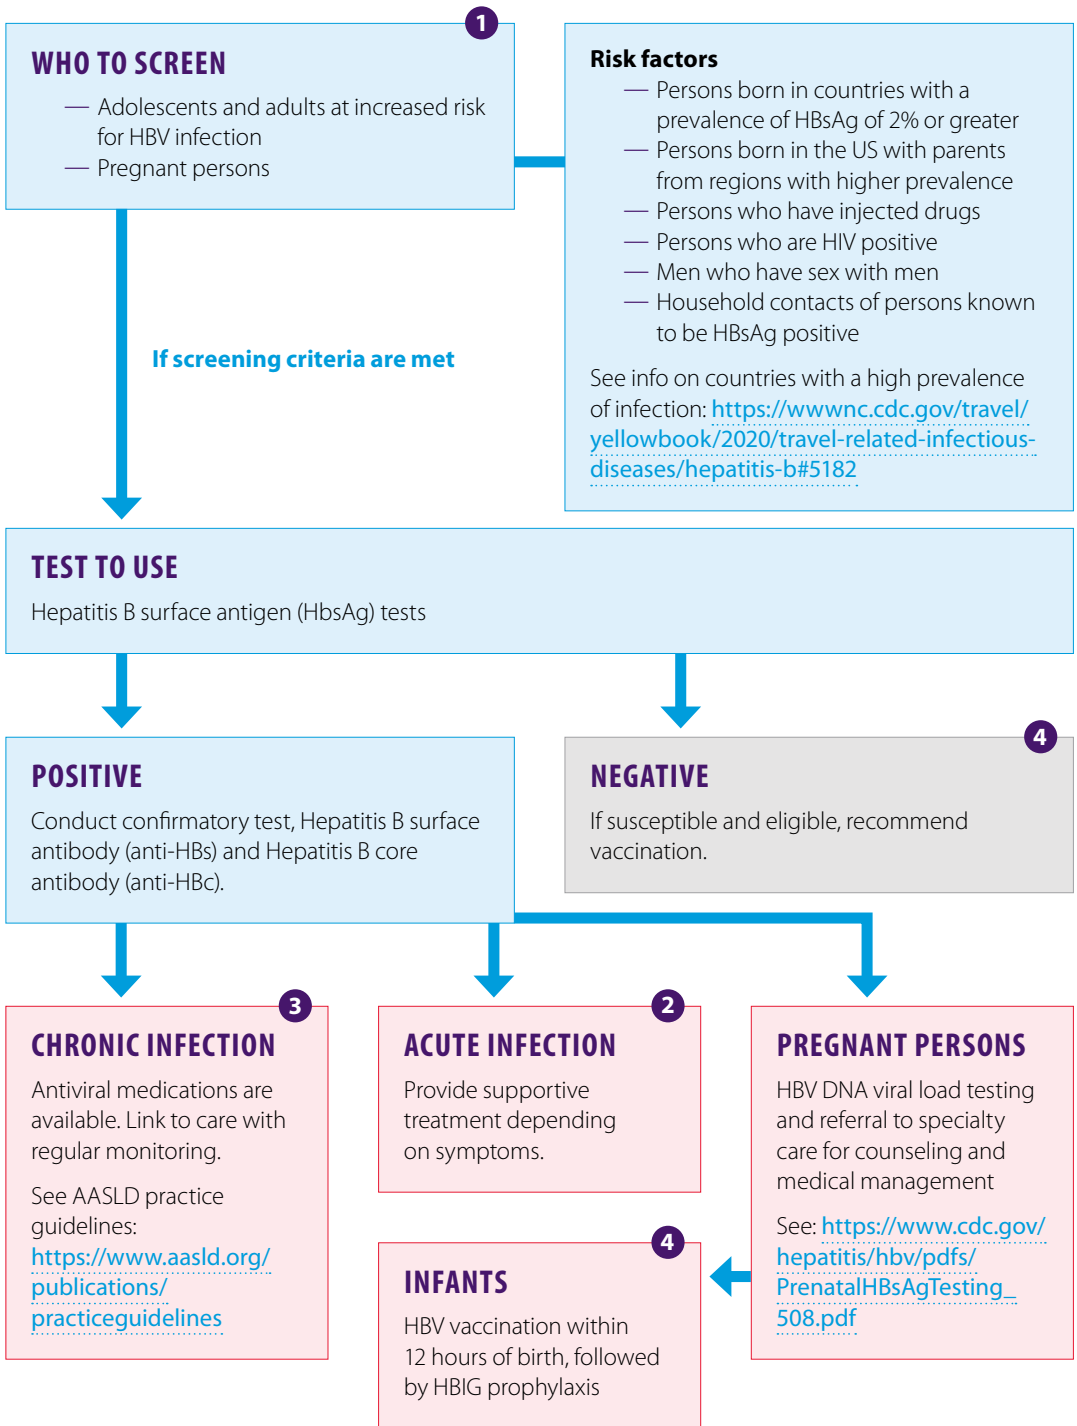 1
WHO TO SCREEN
— Adolescents and adults at increased risk
for HBV infection
— Pregnant persons
Risk factors
— Persons born in countries with a
prevalence of HBsAg of 2% or greater
— Persons born in the US with parents
from regions with higher prevalence
— Persons who have injected drugs
— Persons who are HIV positive
— Men who have sex with men
— Household contacts of persons known
to be HBsAg positive
See info on countries with a high prevalence
of infection: https://wwwnc.cdc.gov/travel/
yellowbook/2020/travel-related-infectious-
diseases/hepatitis-b#5182
If screening criteria are met
TEST TO USE
Hepatitis B surface antigen (HbsAg) tests
POSITIVE
Conduct confirmatory test, Hepatitis B surface
antibody (anti-HBs) and Hepatitis B core
antibody (anti-HBc).
4
NEGATIVE
If susceptible and eligible, recommend
vaccination.
3
CHRONIC INFECTION
Antiviral medications are
available. Link to care with
regular monitoring.
See AASLD practice
guidelines:
https://www.aasld.org/
publications/
practiceguidelines
2
ACUTE INFECTION
Provide supportive
treatment depending
on symptoms.
PREGNANT PERSONS
HBV DNA viral load testing
and referral to specialty
care for counseling and
medical management
See: https://www.cdc.gov/
hepatitis/hbv/pdfs/
PrenatalHBsAgTesting_
508.pdf
4
INFANTS
HBV vaccination within
12 hours of birth, followed
by HBIG prophylaxis